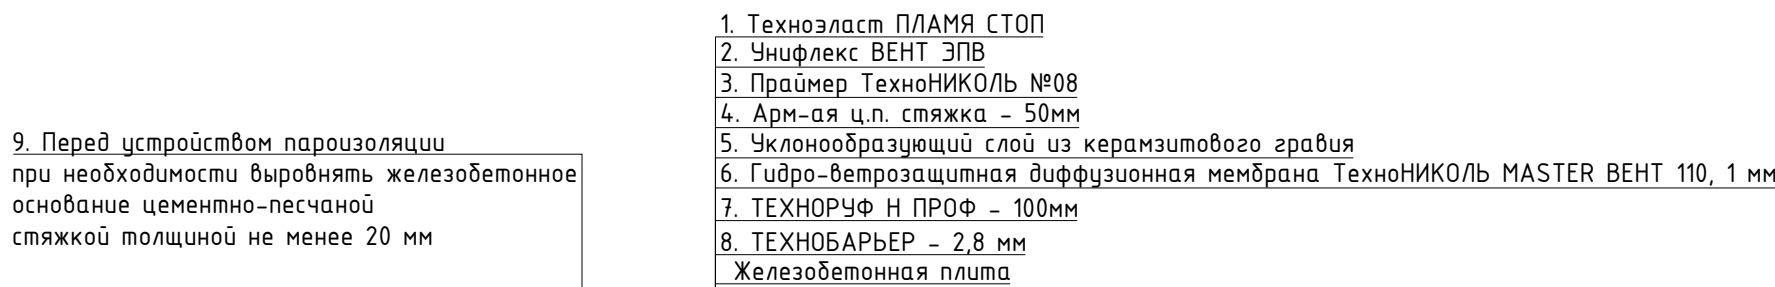 9. Перед устройством пароизоляции
при необходимости выровнять железобетонное
основание цементно-песчаной
стяжкой толщиной не менее 20 мм
1. Техноэласт ПЛАМЯ СТОП
2. Унифлекс ВЕНТ ЭПВ
3. Праймер ТехноНИКОЛЬ №08
4. Арм-ая ц.п. стяжка - 50мм
5. Уклонообразующий слой из керамзитового гравия
6. Гидро-ветрозащитная диффузионная мембрана ТехноНИКОЛЬ MASTER ВЕНТ 110, 1 мм
7. ТЕХНОРУФ Н ПРОФ - 100мм
8. ТЕХНОБАРЬЕР - 2,8 мм
Железобетонная плита